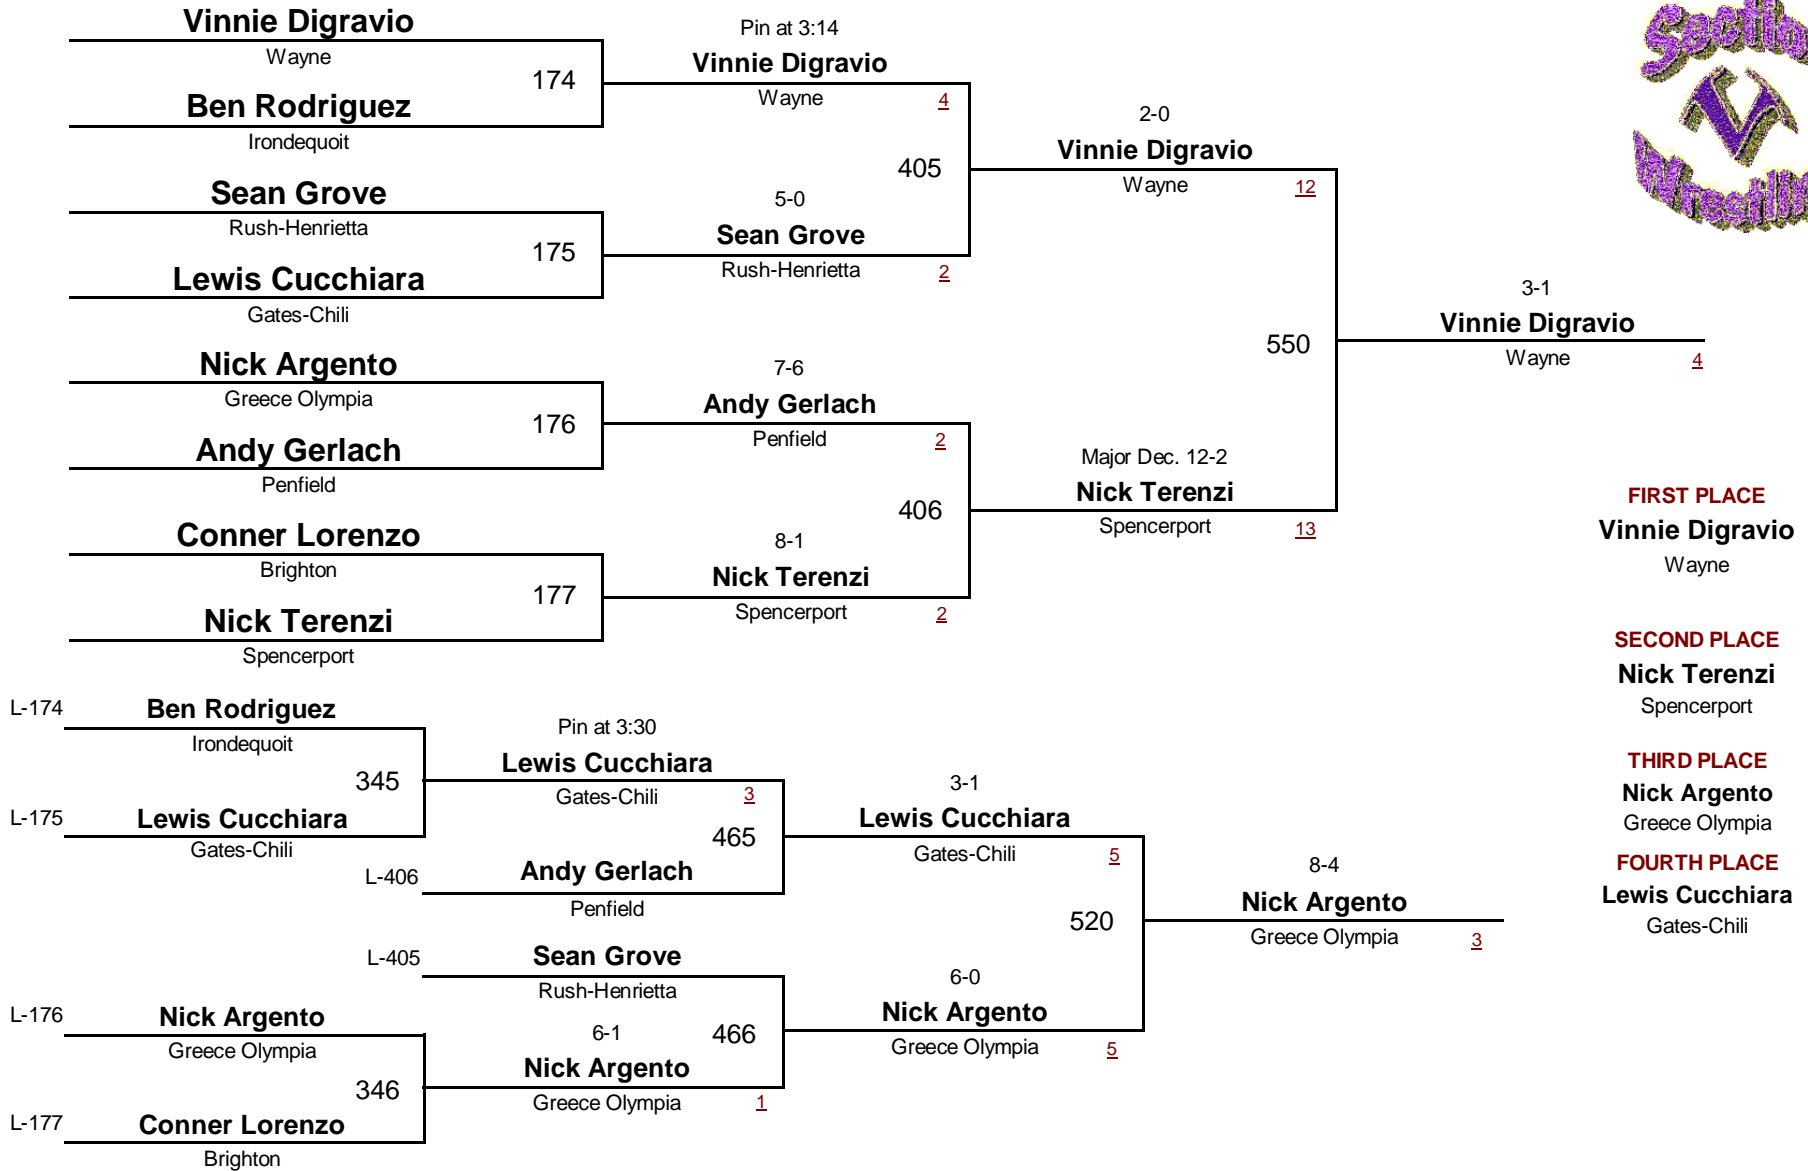 Vinnie Digravio
Wayne
174
Ben Rodriguez
Irondequoit
Sean Grove
Rush-Henrietta
175
Lewis Cucchiara
Gates-Chili
Nick Argento
Greece Olympia
176
Andy Gerlach
Penfield
Conner Lorenzo
Brighton
177
Nick Terenzi
Spencerport
Pin at 3:14
Vinnie Digravio
Wayne
4
405
5-0
Sean Grove
Rush-Henrietta
2
7-6
Andy Gerlach
Penfield
2
406
8-1
Nick Terenzi
Spencerport
2
2-0
Vinnie Digravio
Wayne
12
550
Major Dec. 12-2
Nick Terenzi
Spencerport
13
3-1
Vinnie Digravio
Wayne
4
V
FIRST PLACE
Vinnie Digravio
Wayne
SECOND PLACE
Nick Terenzi
Spencerport
THIRD PLACE
Nick Argento
Greece Olympia
FOURTH PLACE
Lewis Cucchiara
Gates-Chili
L-174
Ben Rodriguez
Irondequoit
345
L-175
Lewis Cucchiara
Gates-Chili
Pin at 3:30
Lewis Cucchiara
Gates-Chili
3
465
L-406
Andy Gerlach
Penfield
L-405
Sean Grove
Rush-Henrietta
466
6-1
Nick Argento
Greece Olympia
1
L-176
Nick Argento
Greece Olympia
346
L-177
Conner Lorenzo
Brighton
3-1
Lewis Cucchiara
Gates-Chili
5
520
6-0
Nick Argento
Greece Olympia
5
8-4
Nick Argento
Greece Olympia
3